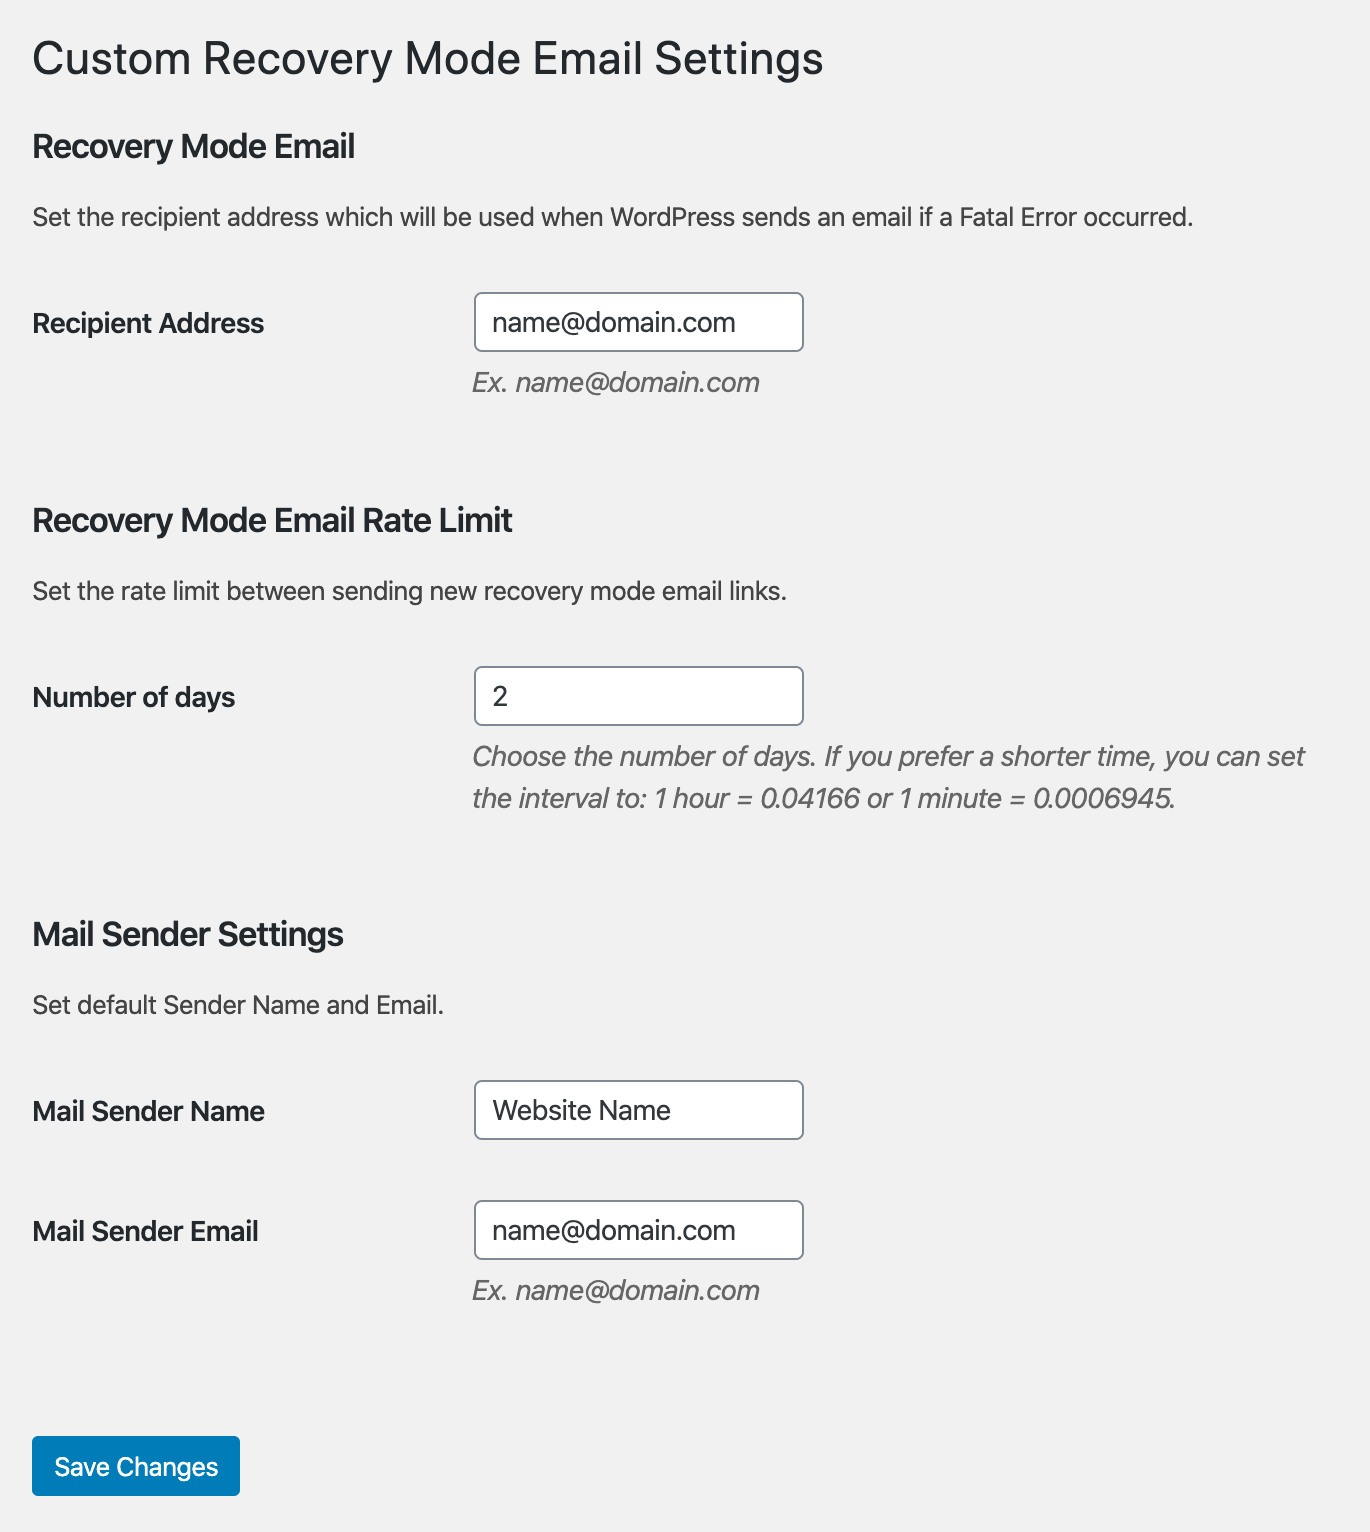 Custom Recovery Mode Email Settings
Recovery Mode Email
Set the recipient address which will be used when WordPress sends an email if a Fatal Error occurred.
Recipient Address
name@domain.com
Ex. name@domain.com
Recovery Mode Email Rate Limit
Set the rate limit between sending new recovery mode email links.
Number of days
2
Choose the number of days. If you prefer a shorter time, you can set
the interval to: 1 hour = 0.04166 or 1 minute = 0.0006945.
Mail Sender Settings
Set default Sender Name and Email.
Mail Sender Name
Website Name
Mail Sender Email
name@domain.com
Ex. name@domain.com
Save Changes